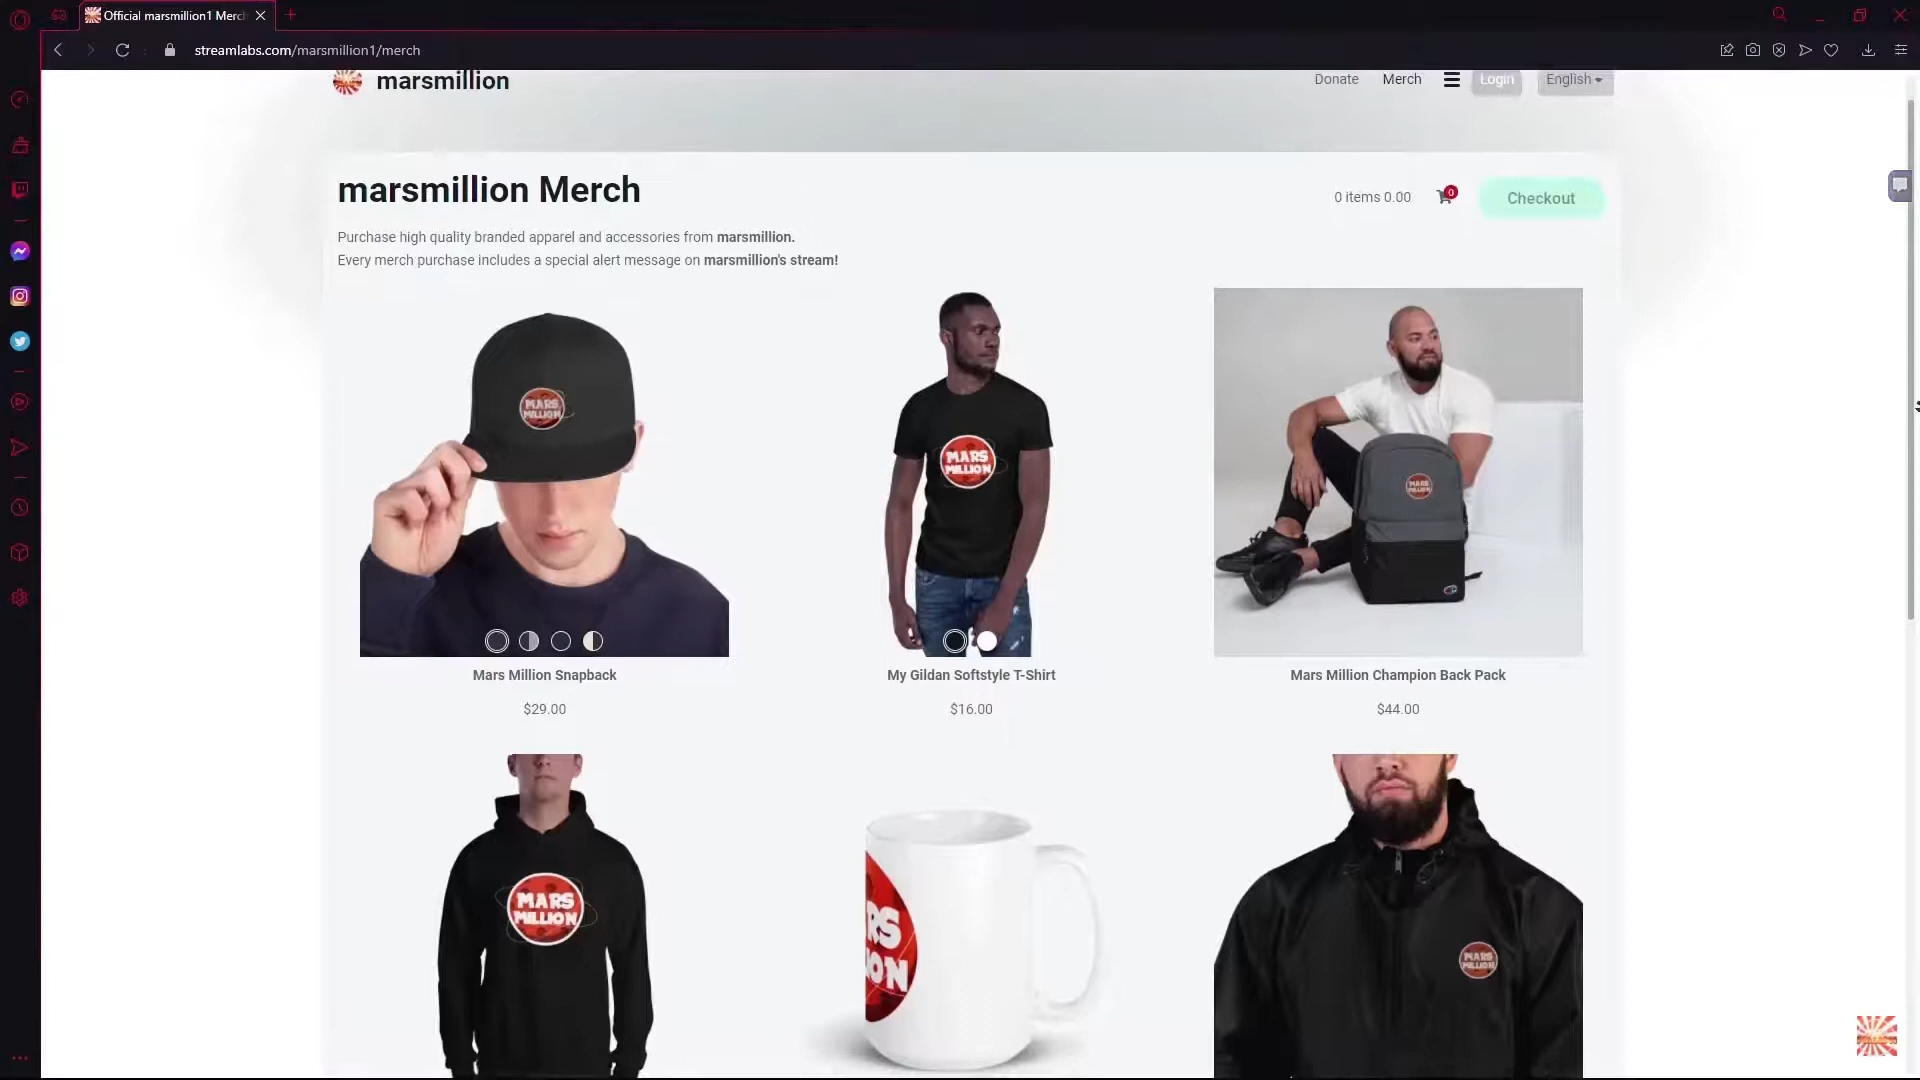 Official marsmillion1 Merch
streamlabs.com/marsmillion1/merch
marsmillion
Donate
Merch
Login
English
marsmillion Merch
0 items 0.00
0
Checkout
Purchase high quality branded apparel and accessories from marsmillion.
Every merch purchase includes a special alert message on marsmillion's stream!
MARS
MILLION
MARS
MILLION
MARS
MILLION
Mars Million Snapback
My Gildan Softstyle T-Shirt
Mars Million Champion Back Pack
$29.00
$16.00
$44.00
MARS
MILLION
RS
ION
MARS
MILLION